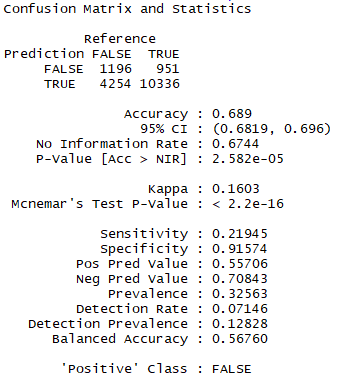 Confusion Matrix and Statistics
Reference
Prediction FALSE TRUE
FALSE 1196 951
TRUE 4254 10336
Accuracy : 0.689
95% CI : (0.6819, 0.696)
No Information Rate : 0.6744
P-Value [Acc > NIR] : 2.582e-05
Kappa : 0.1603
Mcnemar's Test P-Value : < 2.2e-16
Sensitivity : 0.21945
Specificity : 0.91574
Pos Pred Value : 0.55706
Neg Pred Value : 0.70843
Prevalence : 0.32563
Detection Rate : 0.07146
Detection Prevalence : 0.12828
Balanced Accuracy : 0.56760
'Positive' Class : FALSE